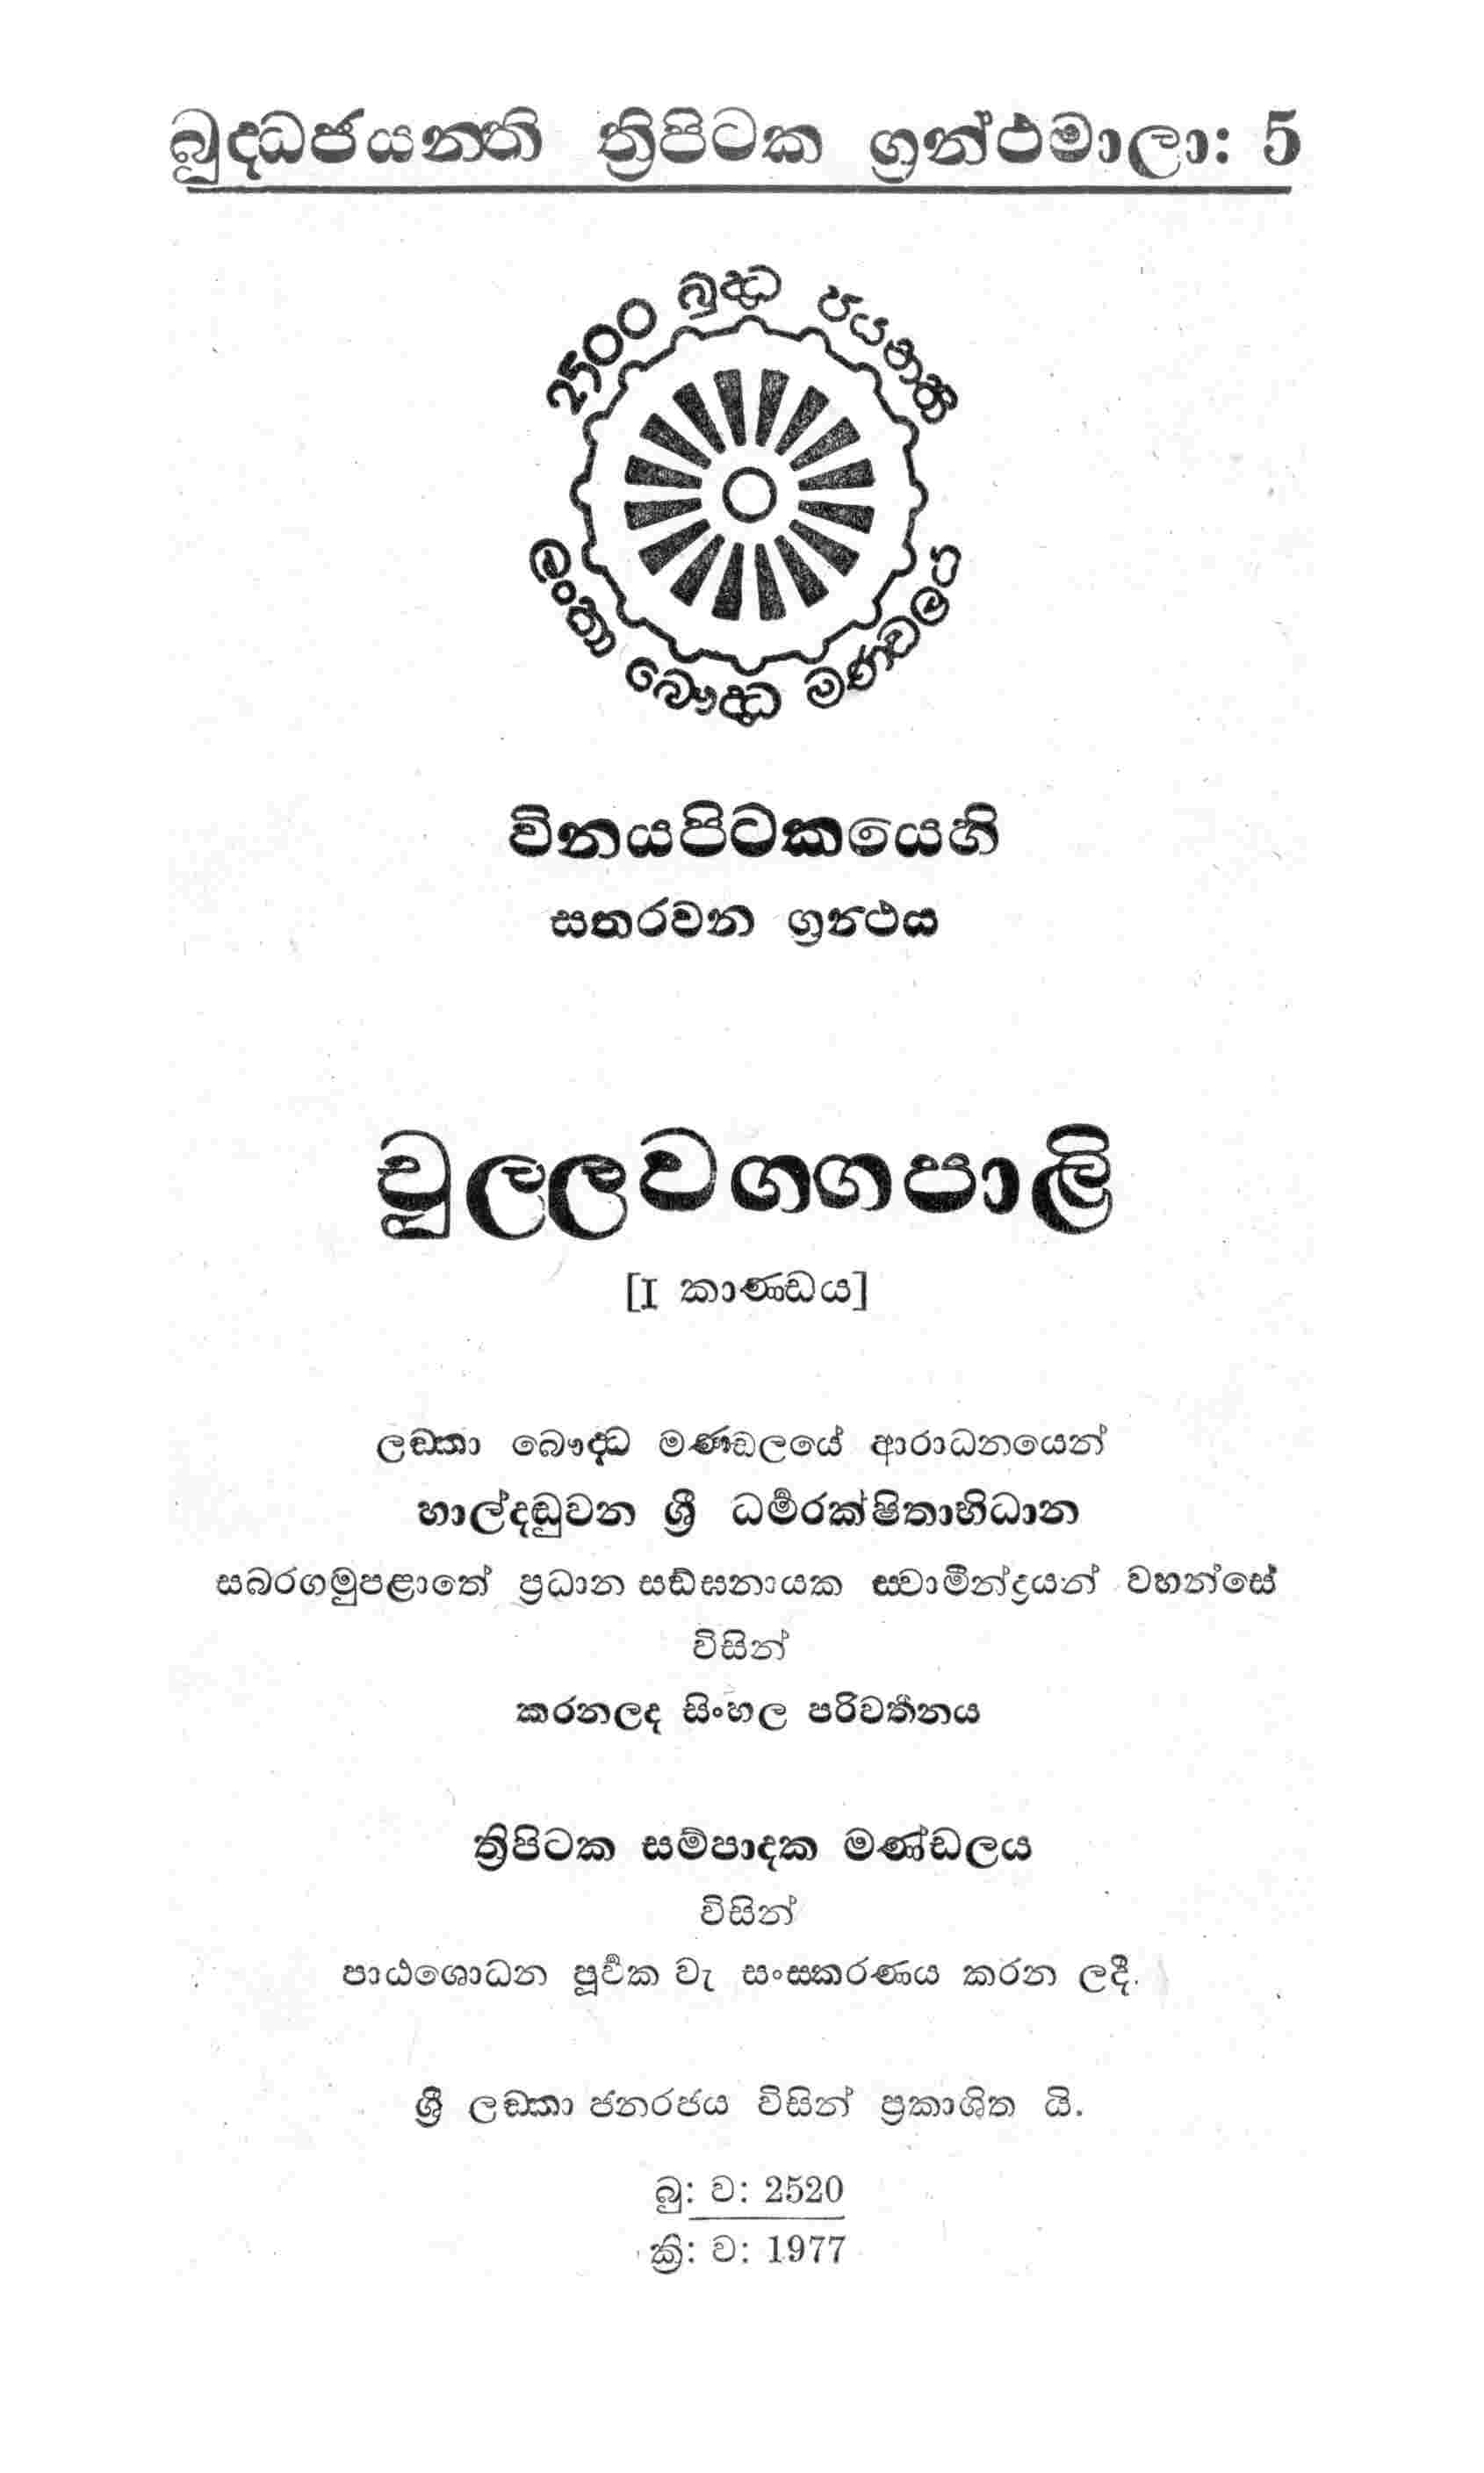 බුද්ධජයන්ති ත්‍රිපිටක ග්‍රන්ථමාලා: 5
2500 බුද්ධ ජයන්ති
ලංකා බෞද්ධ මණ්ඩලය
විනයපිටකයෙහි
සතරවන ග්‍රන්ථය
චුල්ලවග්ගපාලි
[I කාණ්ඩය]
ලඞ්කා බෞද්ධ මණ්ඩලයේ ආරාධනයෙන්
හාල්දඬුවන ශ්‍රී ධර්‍මරක්ෂිතාභිධාන
සබරගමුපළාතේ ප්‍රධාන සඞ්ඝනායක ස්වාමීන්ද්‍රයන් වහන්සේ
විසින්
කරනලද සිංහල පරිවර්‍තනය
ත්‍රිපිටක සම්පාදක මණ්ඩලය
විසින්
පාඨශොධන පූර්‍වක වැ සංස්කරණය කරන ලදී.
ශ්‍රී ලඞ්කා ජනරජය විසින් ප්‍රකාශිත යි.
බු: ව: 2520
ක්‍රි: ව: 1977